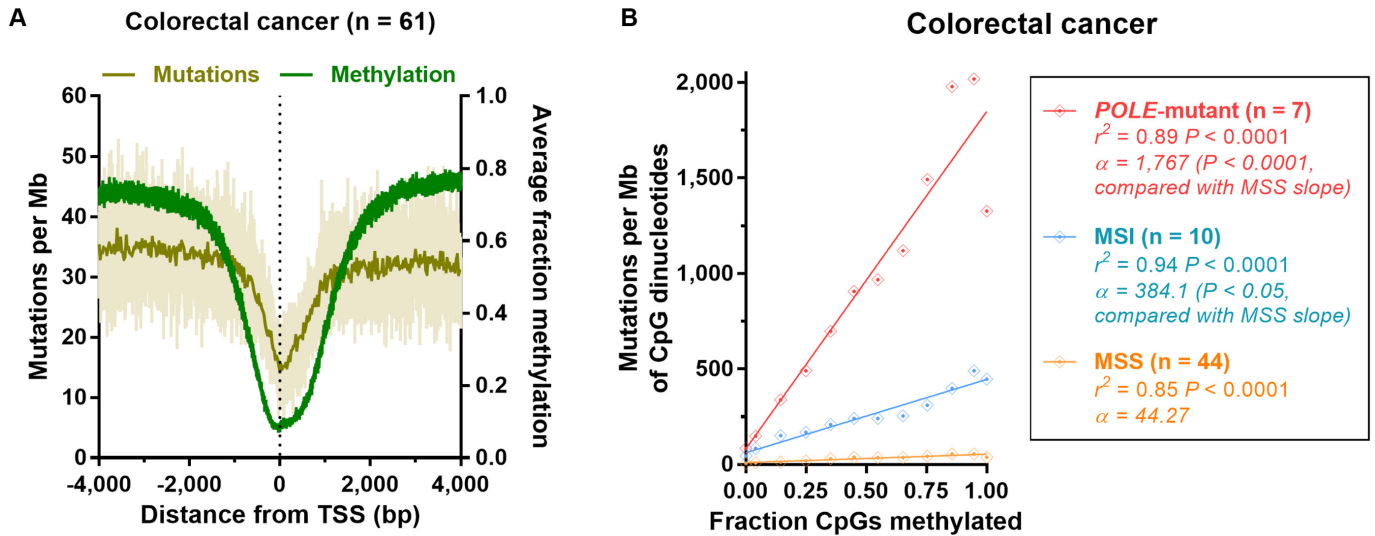 A
Colorectal cancer (n = 61)
Mutations
Methylation
60
50
40
30
20
10
0
Mutations per Mb
1.0
0.8
0.6
0.4
0.2
0.0
Average fraction methylation
-4,000
-2,000
0
2,000
4,000
Distance from TSS (bp)
B
Colorectal cancer
2,000
1,500
1,000
500
0
Mutations per Mb
of CpG dinucleotides
0.00
0.25
0.50
0.75
1.00
Fraction CpGs methylated
POLE-mutant (n = 7)
r² = 0.89 P < 0.0001
α = 1,767 (P < 0.0001,
compared with MSS slope)
MSI (n = 10)
r² = 0.94 P < 0.0001
α = 384.1 (P < 0.05,
compared with MSS slope)
MSS (n = 44)
r² = 0.85 P < 0.0001
α = 44.27